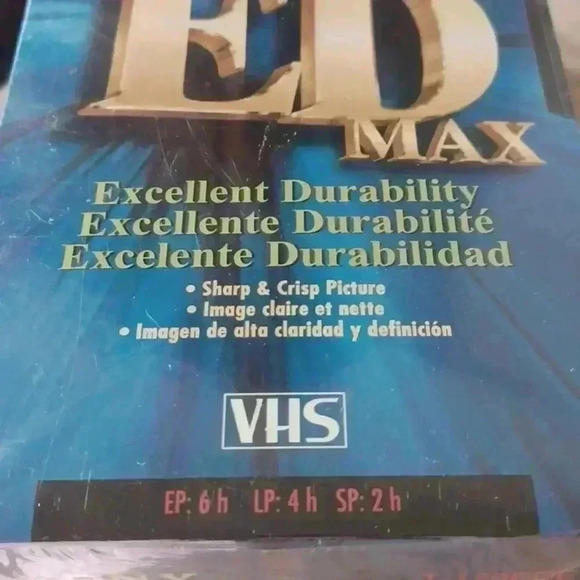 ED
MAX
Excellent Durability
Excellente Durabilité
Excelente Durabilidad
• Sharp & Crisp Picture
• Image claire et nette
• Imagen de alta claridad y definición
VHS
EP: 6 h LP: 4 h SP: 2 h